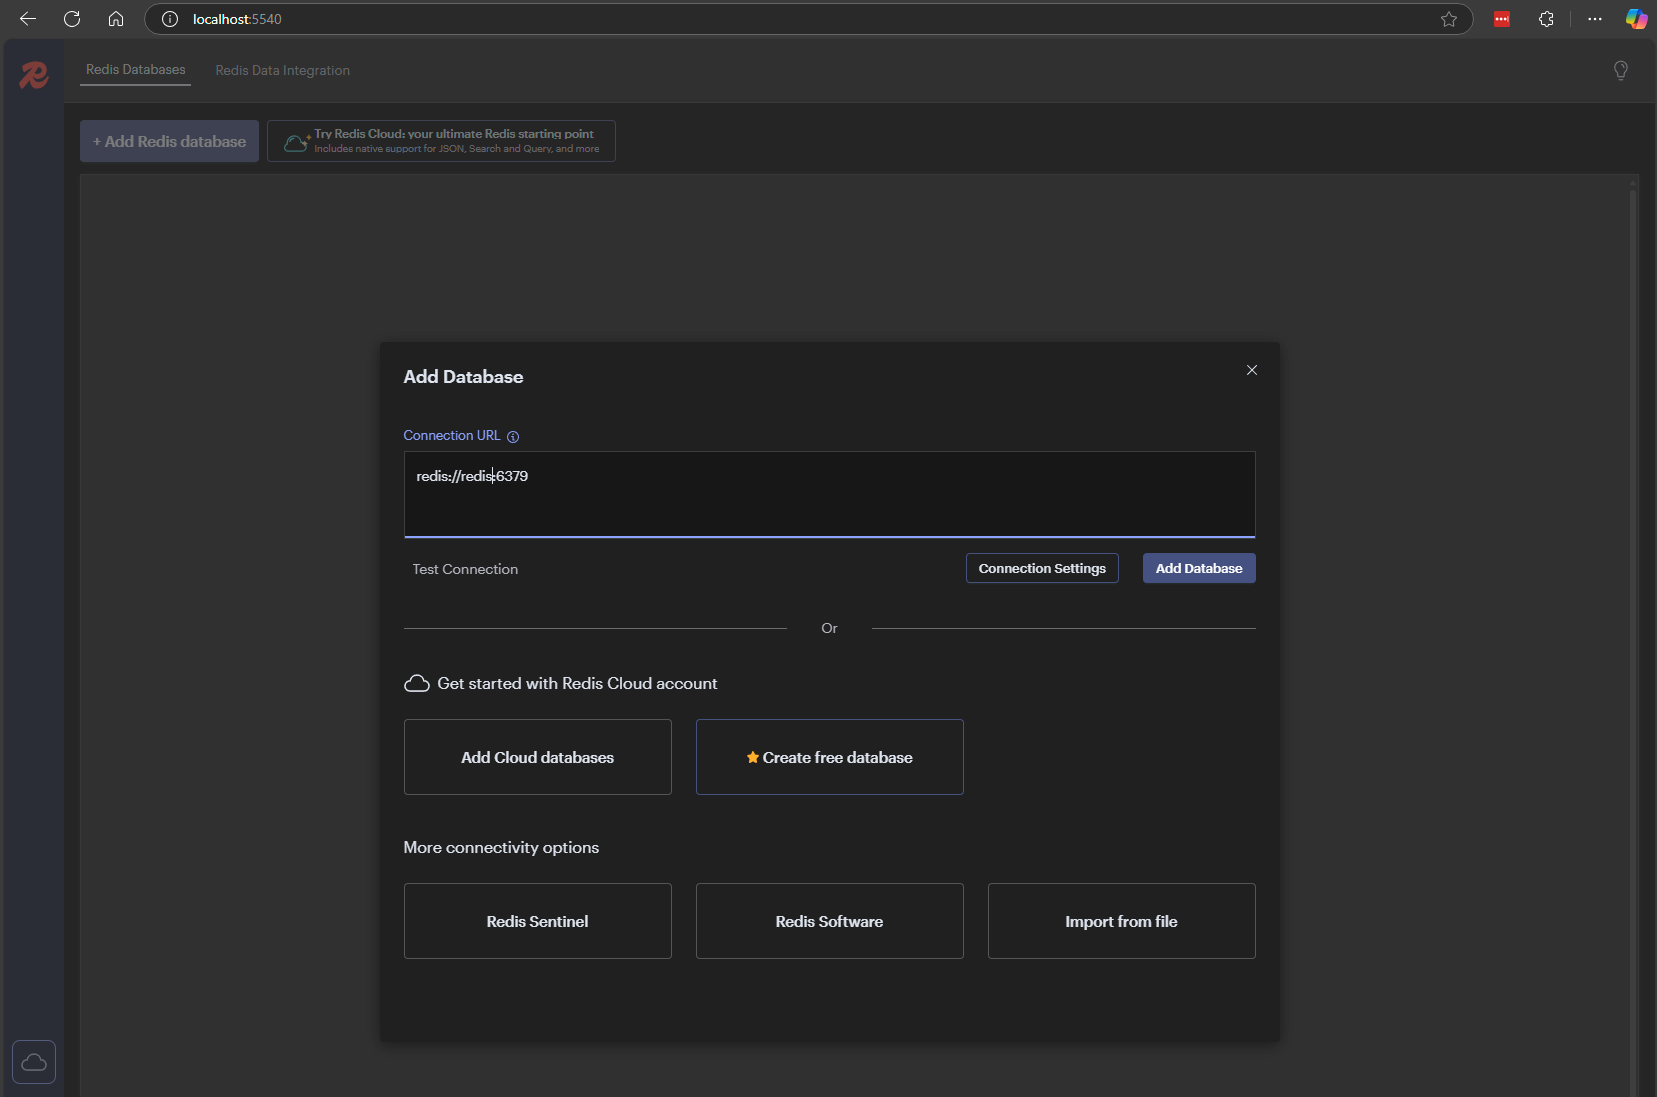 localhost:5540
Redis Databases
Redis Data Integration
+ Add Redis database
Try Redis Cloud: your ultimate Redis starting point
Includes native support for JSON, Search and Query, and more
Add Database
Connection URL
redis://redis:6379
Test Connection
Connection Settings
Add Database
Or
Get started with Redis Cloud account
Add Cloud databases
Create free database
More connectivity options
Redis Sentinel
Redis Software
Import from file